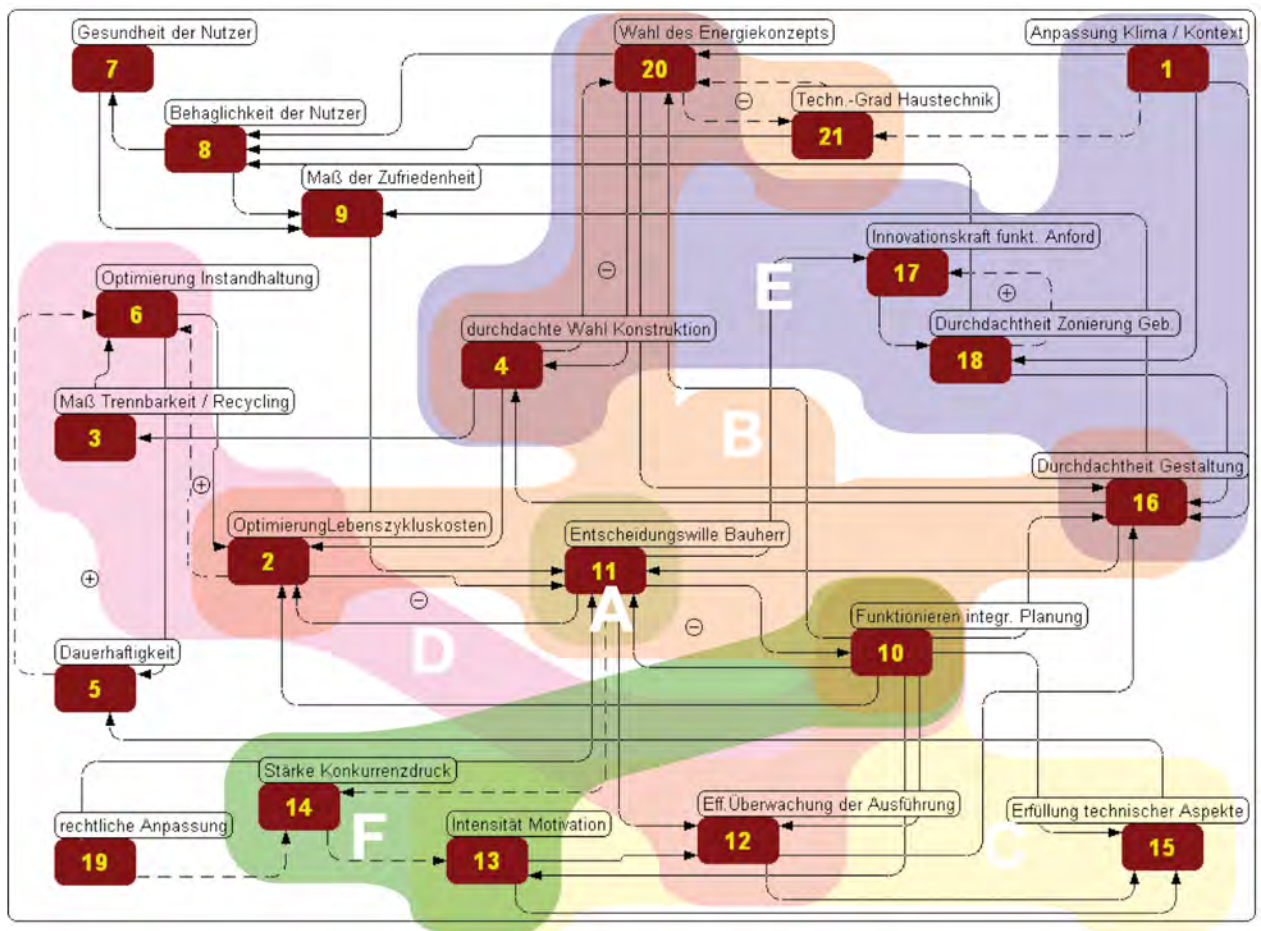 Gesundheit der Nutzer
7
Wahl des Energiekonzepts
20
Anpassung Klima / Kontext
1
Techn.-Grad Haustechnik
21
Behaglichkeit der Nutzer
8
Maß der Zufriedenheit
9
Innovationskraft funkt. Anford
17
E
Optimierung Instandhaltung
6
durchdachte Wahl Konstruktion
4
Durchdachtheit Zonierung Geb.
18
Maß Trennbarkeit / Recycling
3
B
Durchdachtheit Gestaltung
16
OptimierungLebenszykluskosten
2
Entscheidungswille Bauherr
11
A
Funktionieren integr. Planung
10
D
Dauerhaftigkeit
5
Stärke Konkurrenzdruck
14
rechtliche Anpassung
19
F
Intensität Motivation
13
Eff.Überwachung der Ausführung
12
C
Erfüllung technischer Aspekte
15